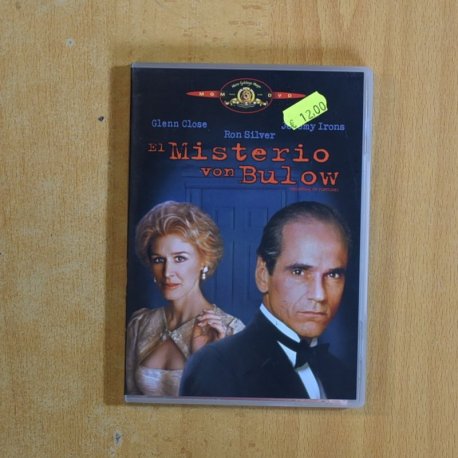 MGM DVD
Glenn Close
Ron Silver
Jeremy Irons
€ 12.00
El Misterio
von Bulow